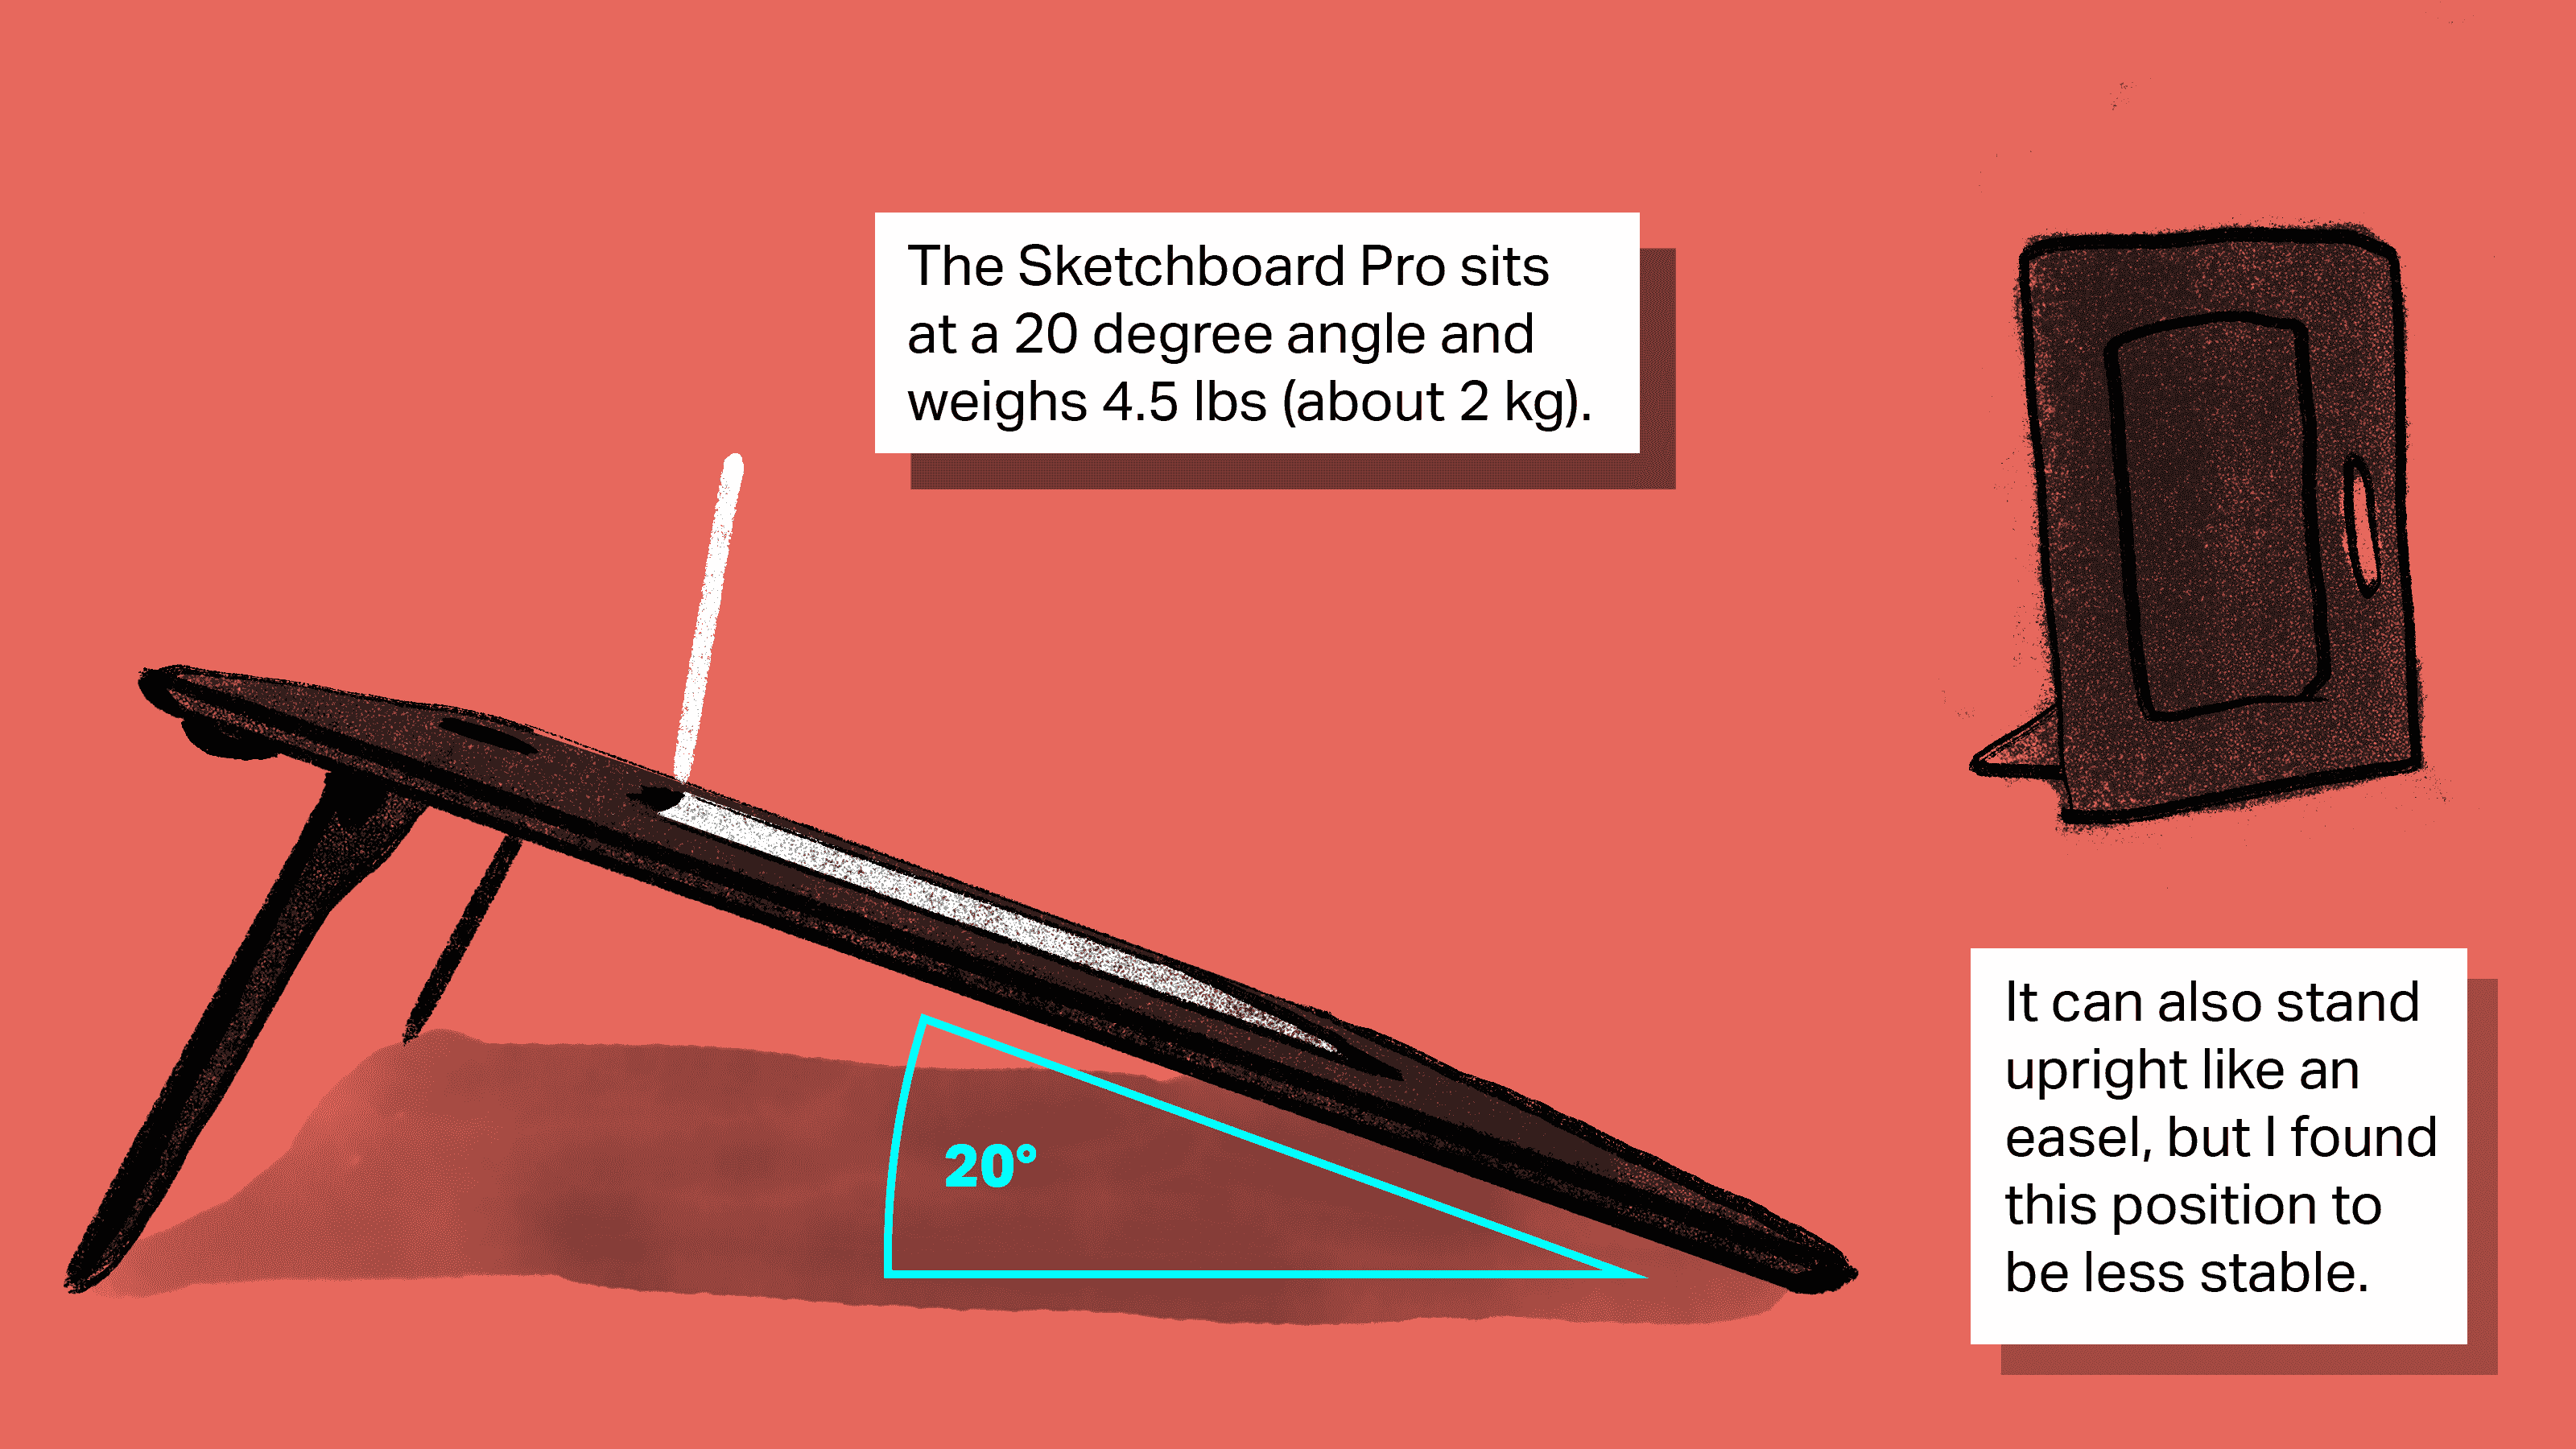 The Sketchboard Pro sits
at a 20 degree angle and
weighs 4.5 lbs (about 2 kg).
20°
It can also stand
upright like an
easel, but I found
this position to
be less stable.